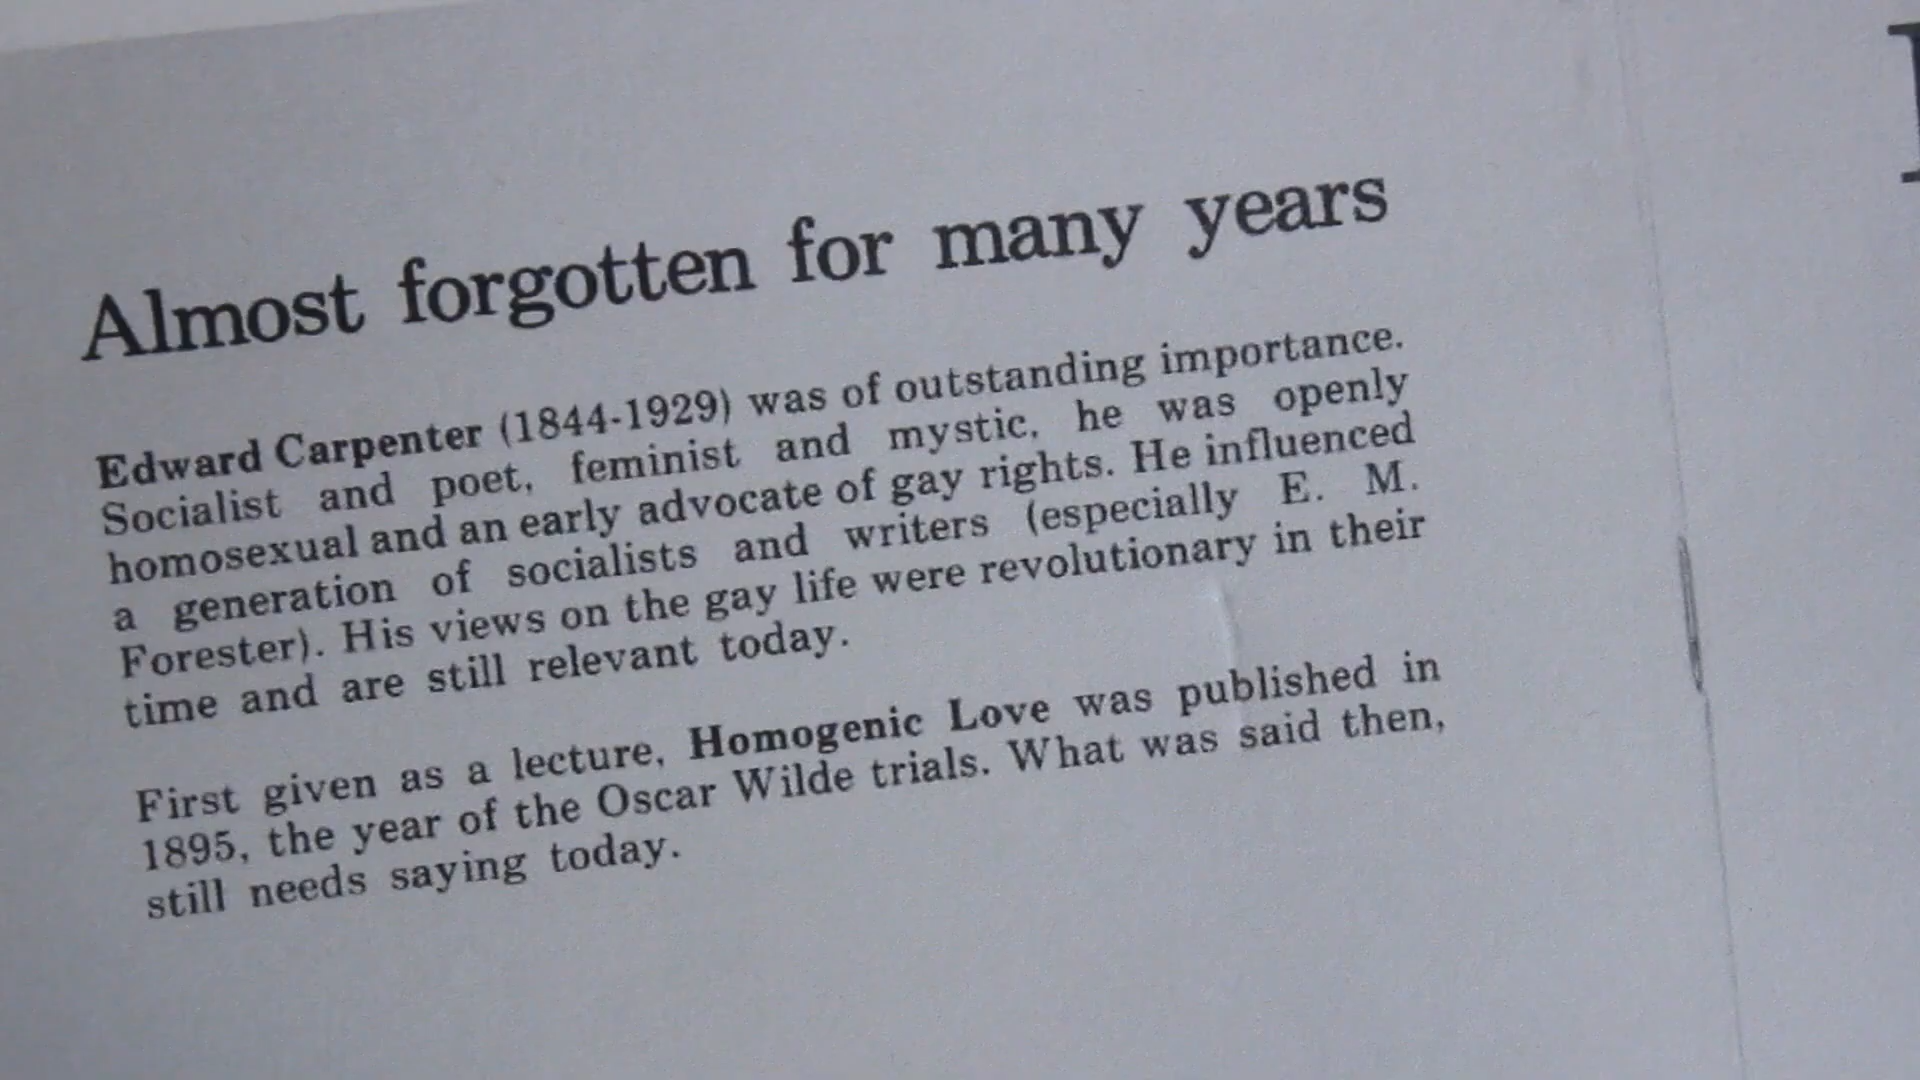 Almost forgotten for many years
Edward Carpenter (1844-1929) was of outstanding importance.
Socialist and poet, feminist and mystic, he was openly
homosexual and an early advocate of gay rights. He influenced
a generation of socialists and writers (especially E. M.
Forester). His views on the gay life were revolutionary in their
time and are still relevant today.
First given as a lecture, Homogenic Love was published in
1895, the year of the Oscar Wilde trials. What was said then,
still needs saying today.